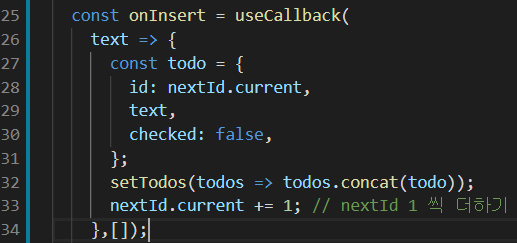 25 const onInsert = useCallback(
26 text => {
27 const todo = {
28 id: nextId.current,
29 text,
30 checked: false,
31 };
32 setTodos(todos => todos.concat(todo));
33 nextId.current += 1; // nextId 1 씩 더하기
34 },[]);